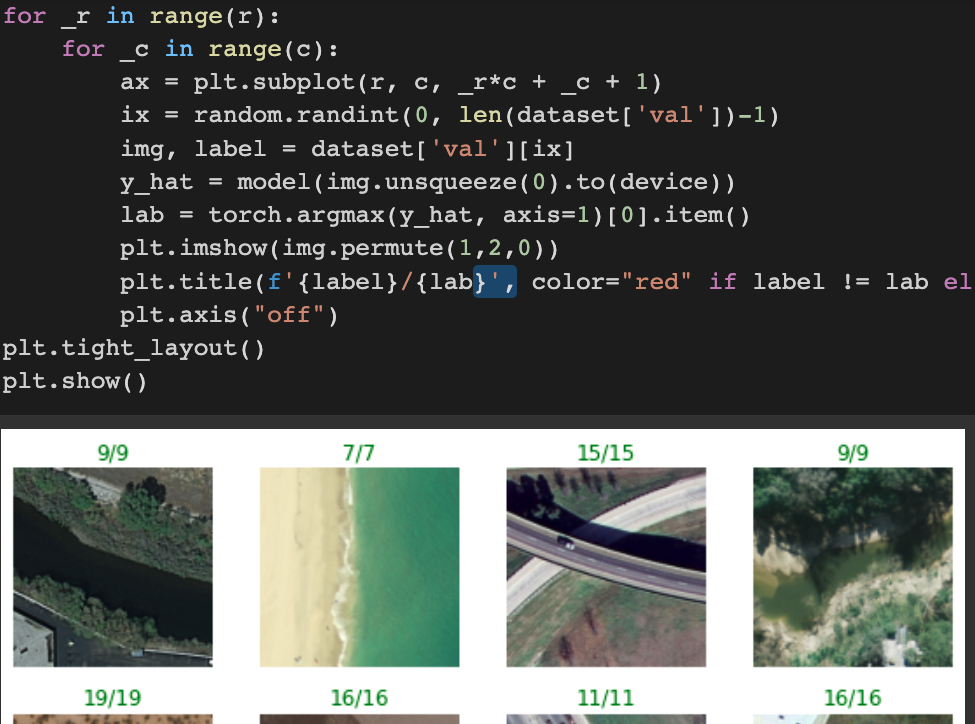 for _r in range(r):
    for _c in range(c):
        ax = plt.subplot(r, c, _r*c + _c + 1)
        ix = random.randint(0, len(dataset['val'])-1)
        img, label = dataset['val'][ix]
        y_hat = model(img.unsqueeze(0).to(device))
        lab = torch.argmax(y_hat, axis=1)[0].item()
        plt.imshow(img.permute(1,2,0))
        plt.title(f'{label}/{lab}', color="red" if label != lab el
        plt.axis("off")
plt.tight_layout()
plt.show()
9/9 7/7 15/15 9/9
19/19 16/16 11/11 16/16